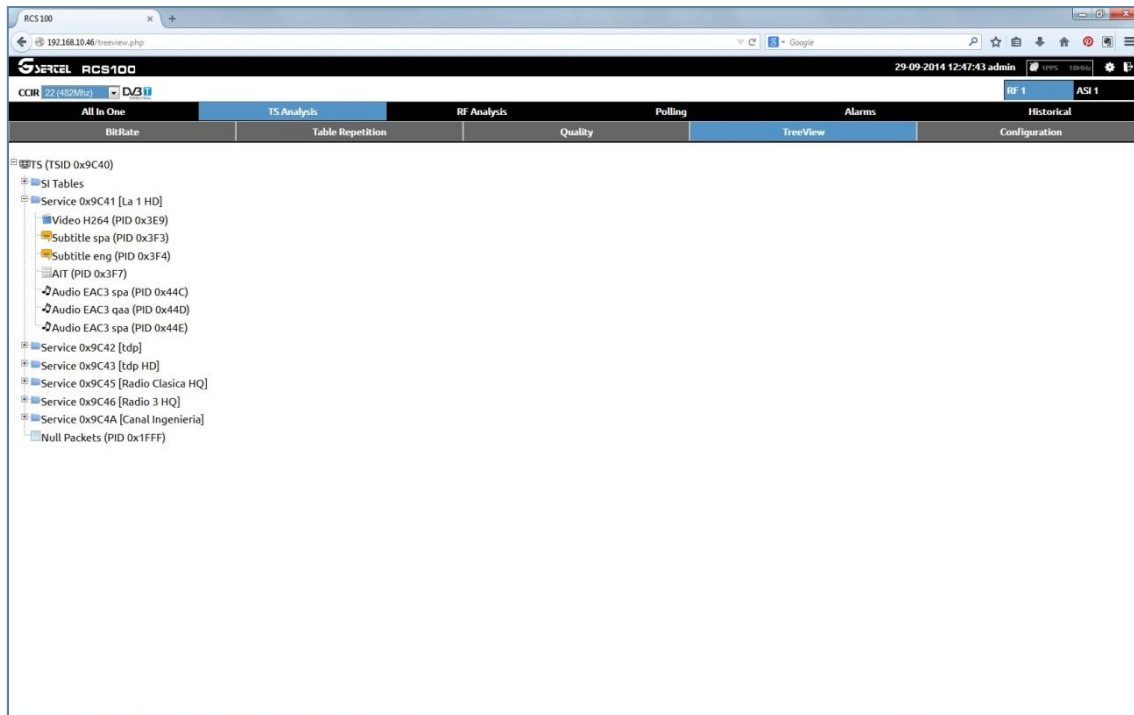 RCS 100
192.168.10.46/treeview.php
Google
SERTEL RCS100
29-09-2014 12:47:43 admin 1PPS 10MHz
CCIR 22 (482Mhz) DVB T
RF 1 ASI 1
All In One TS Analysis RF Analysis Polling Alarms Historical
BitRate Table Repetition Quality TreeView Configuration
TS (TSID 0x9C40)
SI Tables
Service 0x9C41 [La 1 HD]
Video H264 (PID 0x3E9)
Subtitle spa (PID 0x3F3)
Subtitle eng (PID 0x3F4)
AIT (PID 0x3F7)
Audio EAC3 spa (PID 0x44C)
Audio EAC3 qaa (PID 0x44D)
Audio EAC3 spa (PID 0x44E)
Service 0x9C42 [tdp]
Service 0x9C43 [tdp HD]
Service 0x9C45 [Radio Clasica HQ]
Service 0x9C46 [Radio 3 HQ]
Service 0x9C4A [Canal Ingenieria]
Null Packets (PID 0x1FFF)